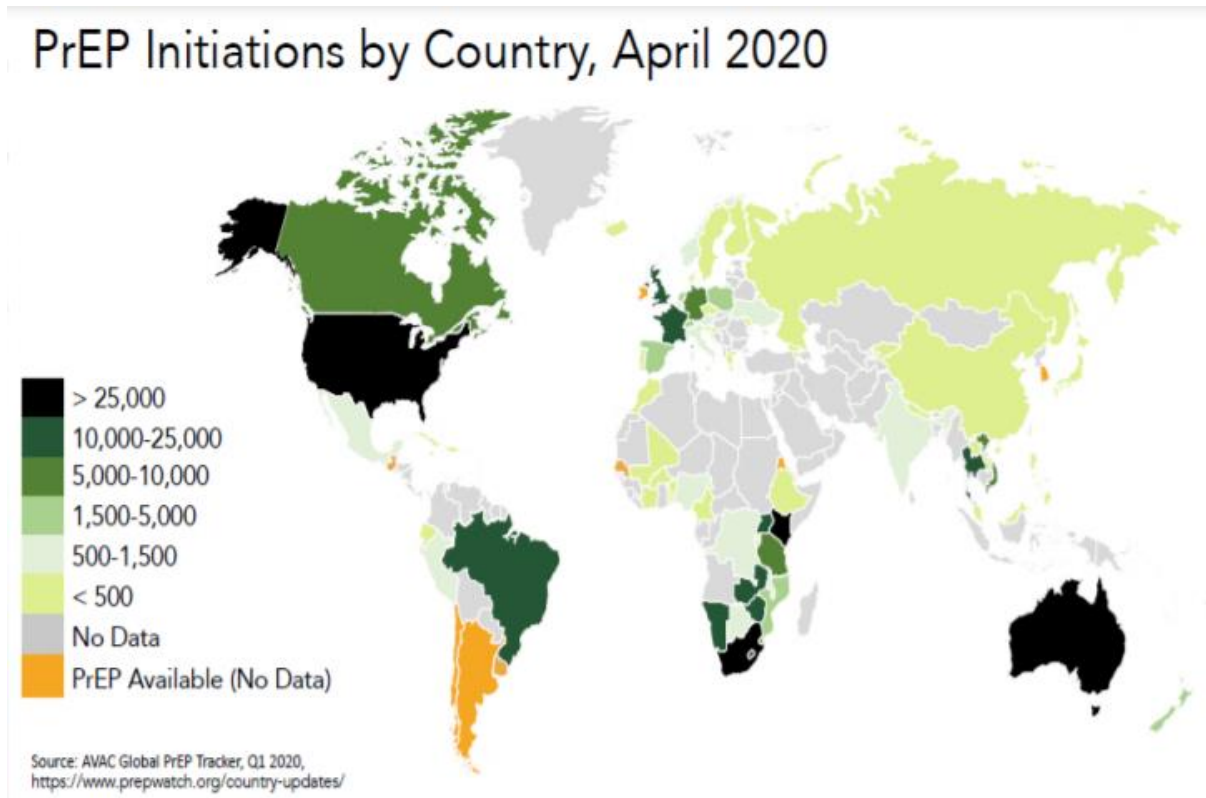 PrEP Initiations by Country, April 2020
> 25,000
10,000-25,000
5,000-10,000
1,500-5,000
500-1,500
< 500
No Data
PrEP Available (No Data)
Source: AVAC Global PrEP Tracker, Q1 2020,
https://www.prepwatch.org/country-updates/